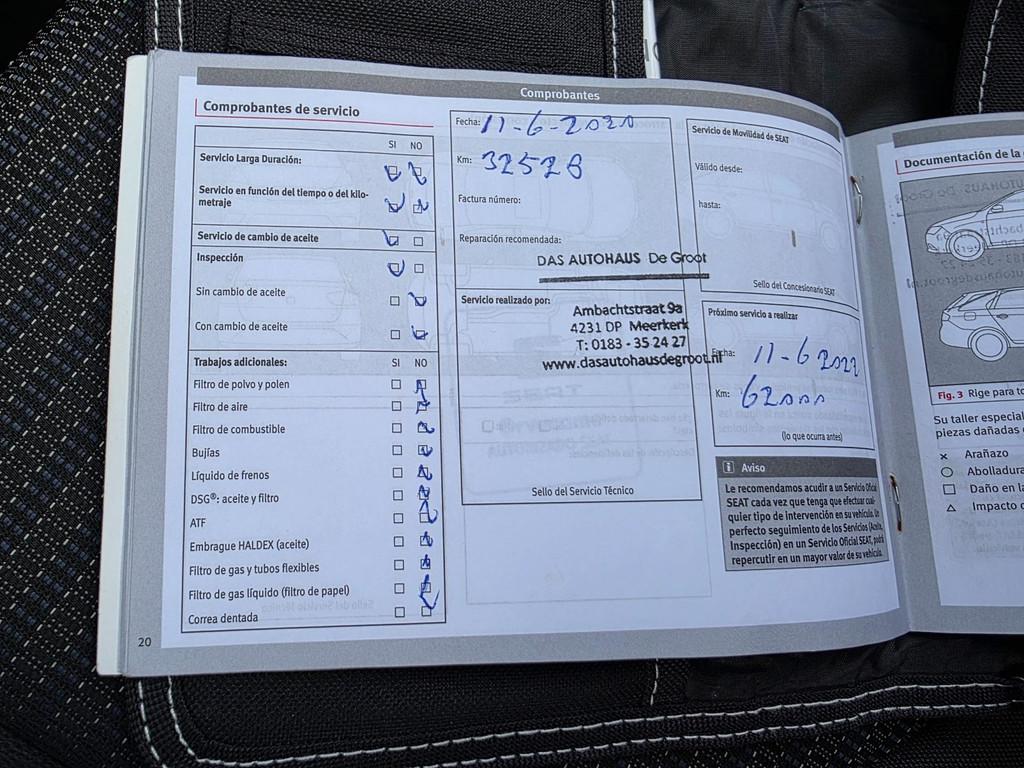 Comprobantes
Comprobantes de servicio
SI NO
Servicio Larga Duración:
Servicio en función del tiempo o del kilo-
metraje
Servicio de cambio de aceite
Inspección
Sin cambio de aceite
Con cambio de aceite
Trabajos adicionales: SI NO
Filtro de polvo y polen
Filtro de aire
Filtro de combustible
Bujías
Líquido de frenos
DSG®: aceite y filtro
ATF
Embrague HALDEX (aceite)
Filtro de gas y tubos flexibles
Filtro de gas líquido (filtro de papel)
Correa dentada
20
Fecha: 11-6-2020
Km: 32528
Factura número:
Reparación recomendada:
DAS AUTOHAUS De Groot
Servicio realizado por:
Ambachtstraat 9a
4231 DP Meerkerk
T: 0183 - 35 24 27
www.dasautohausdegroot.nl
Sello del Servicio Técnico
Servicio de Movilidad de SEAT
Válido desde:
hasta:
Sello del Concesionario SEAT
Próximo servicio a realizar
Fecha: 11-6 2022
Km: 62000
(lo que ocurra antes)
i Aviso
Le recomendamos acudir a un Servicio Oficial
SEAT cada vez que tenga que efectuar cual-
quier tipo de intervención en su vehículo. Un
perfecto seguimiento de los Servicios (Aceite,
Inspección) en un Servicio Oficial SEAT, podrá
repercutir en un mayor valor de su vehículo.
Documentación de la
Fig. 3 Rige para to
Su taller especial
piezas dañadas
Arañazo
Abolladura
Daño en la
Impacto